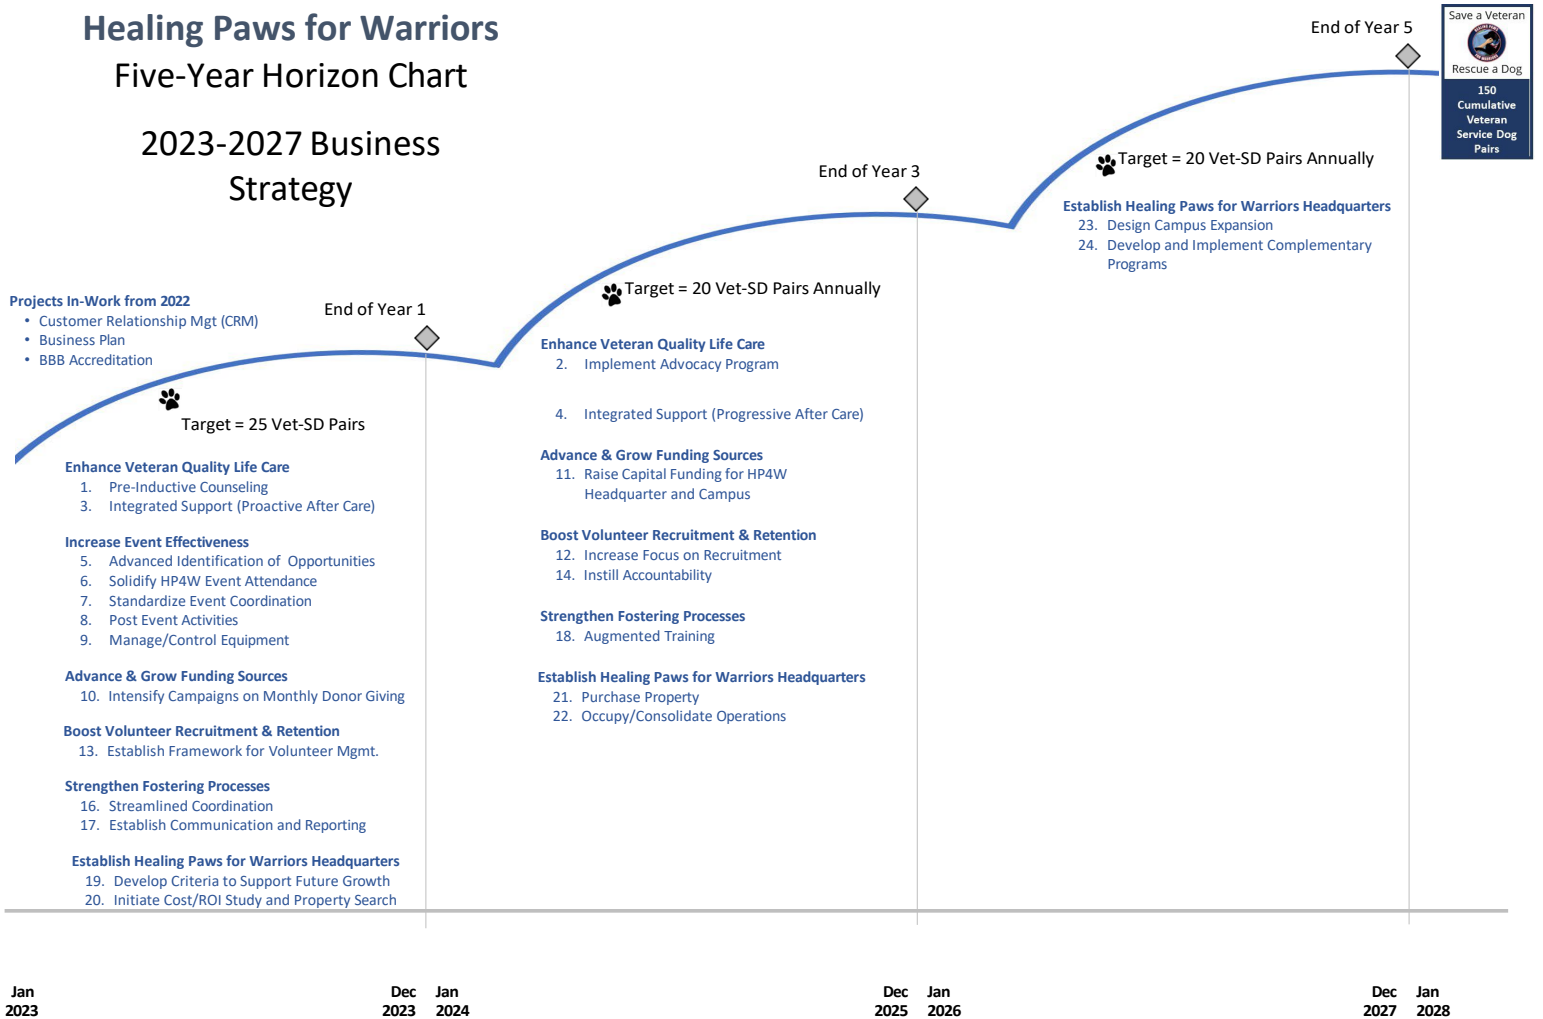 Healing Paws for Warriors
Five-Year Horizon Chart
2023-2027 Business
Strategy
Projects In-Work from 2022
• Customer Relationship Mgt (CRM)
• Business Plan
• BBB Accreditation
End of Year 1
Target = 25 Vet-SD Pairs
Enhance Veteran Quality Life Care
1. Pre-Inductive Counseling
3. Integrated Support (Proactive After Care)
Increase Event Effectiveness
5. Advanced Identification of Opportunities
6. Solidify HP4W Event Attendance
7. Standardize Event Coordination
8. Post Event Activities
9. Manage/Control Equipment
Advance & Grow Funding Sources
10. Intensify Campaigns on Monthly Donor Giving
Boost Volunteer Recruitment & Retention
13. Establish Framework for Volunteer Mgmt.
Strengthen Fostering Processes
16. Streamlined Coordination
17. Establish Communication and Reporting
Establish Healing Paws for Warriors Headquarters
19. Develop Criteria to Support Future Growth
20. Initiate Cost/ROI Study and Property Search
End of Year 3
Target = 20 Vet-SD Pairs Annually
Enhance Veteran Quality Life Care
2. Implement Advocacy Program
4. Integrated Support (Progressive After Care)
Advance & Grow Funding Sources
11. Raise Capital Funding for HP4W
Headquarter and Campus
Boost Volunteer Recruitment & Retention
12. Increase Focus on Recruitment
14. Instill Accountability
Strengthen Fostering Processes
18. Augmented Training
Establish Healing Paws for Warriors Headquarters
21. Purchase Property
22. Occupy/Consolidate Operations
End of Year 5
Target = 20 Vet-SD Pairs Annually
Establish Healing Paws for Warriors Headquarters
23. Design Campus Expansion
24. Develop and Implement Complementary
Programs
Save a Veteran
Rescue a Dog
150
Cumulative
Veteran
Service Dog
Pairs
Jan
2023
Dec
2023
Jan
2024
Dec
2025
Jan
2026
Dec
2027
Jan
2028